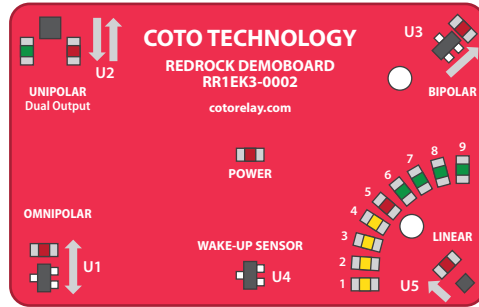 COTO TECHNOLOGY
REDROCK DEMOBOARD
RR1EK3-0002
cotorelay.com
U2
UNIPOLAR
Dual Output
U3
BIPOLAR
POWER
9
8
7
6
5
4
3
2
1
OMNIPOLAR
U1
WAKE-UP SENSOR
U4
LINEAR
U5